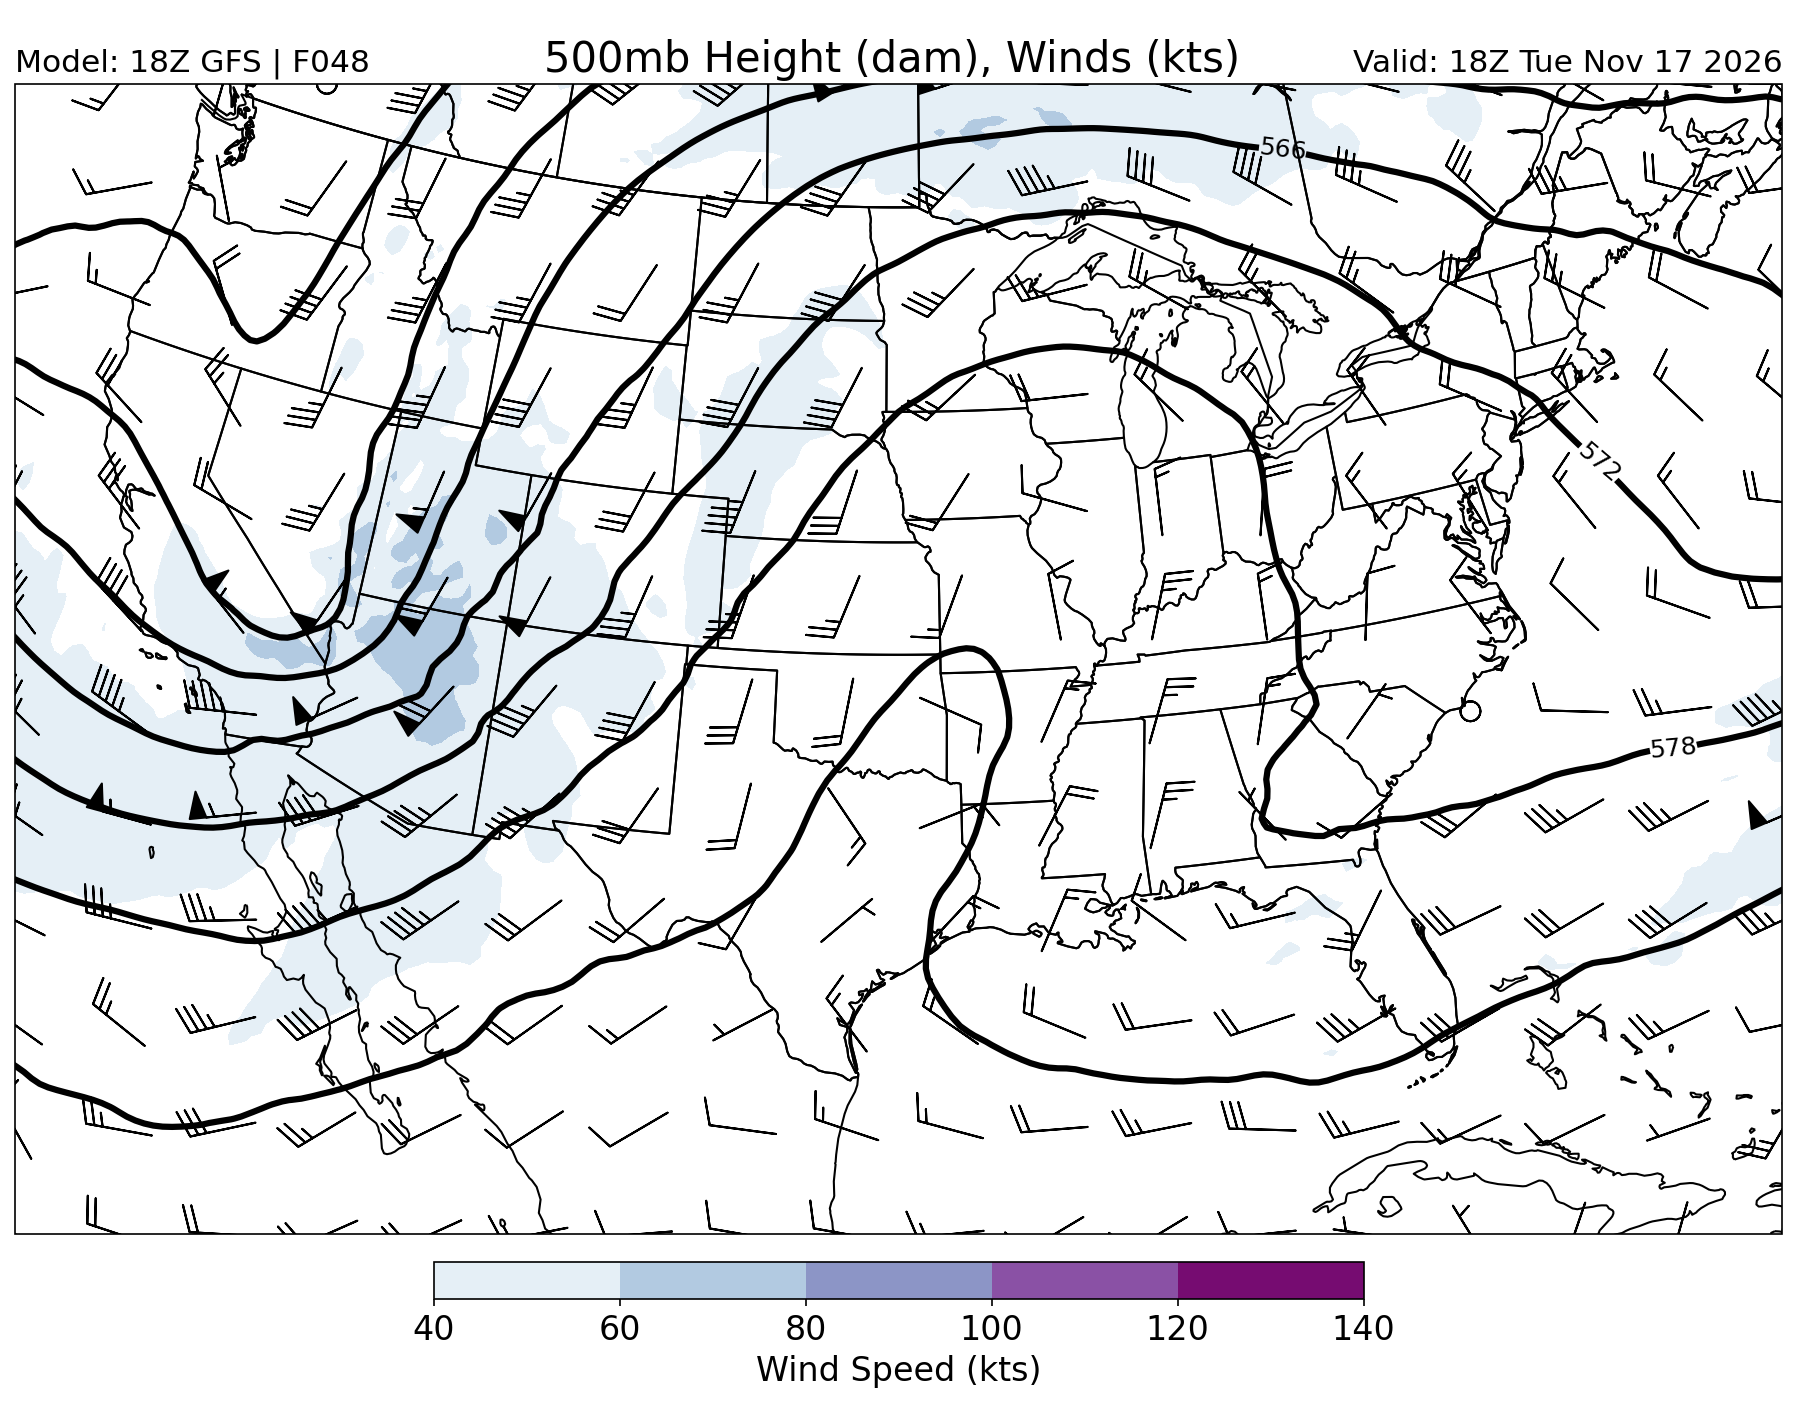 Model: 18Z GFS | F048
500mb Height (dam), Winds (kts)
Valid: 18Z Tue Nov 17 2026
566
572
578
40 60 80 100 120 140
Wind Speed (kts)